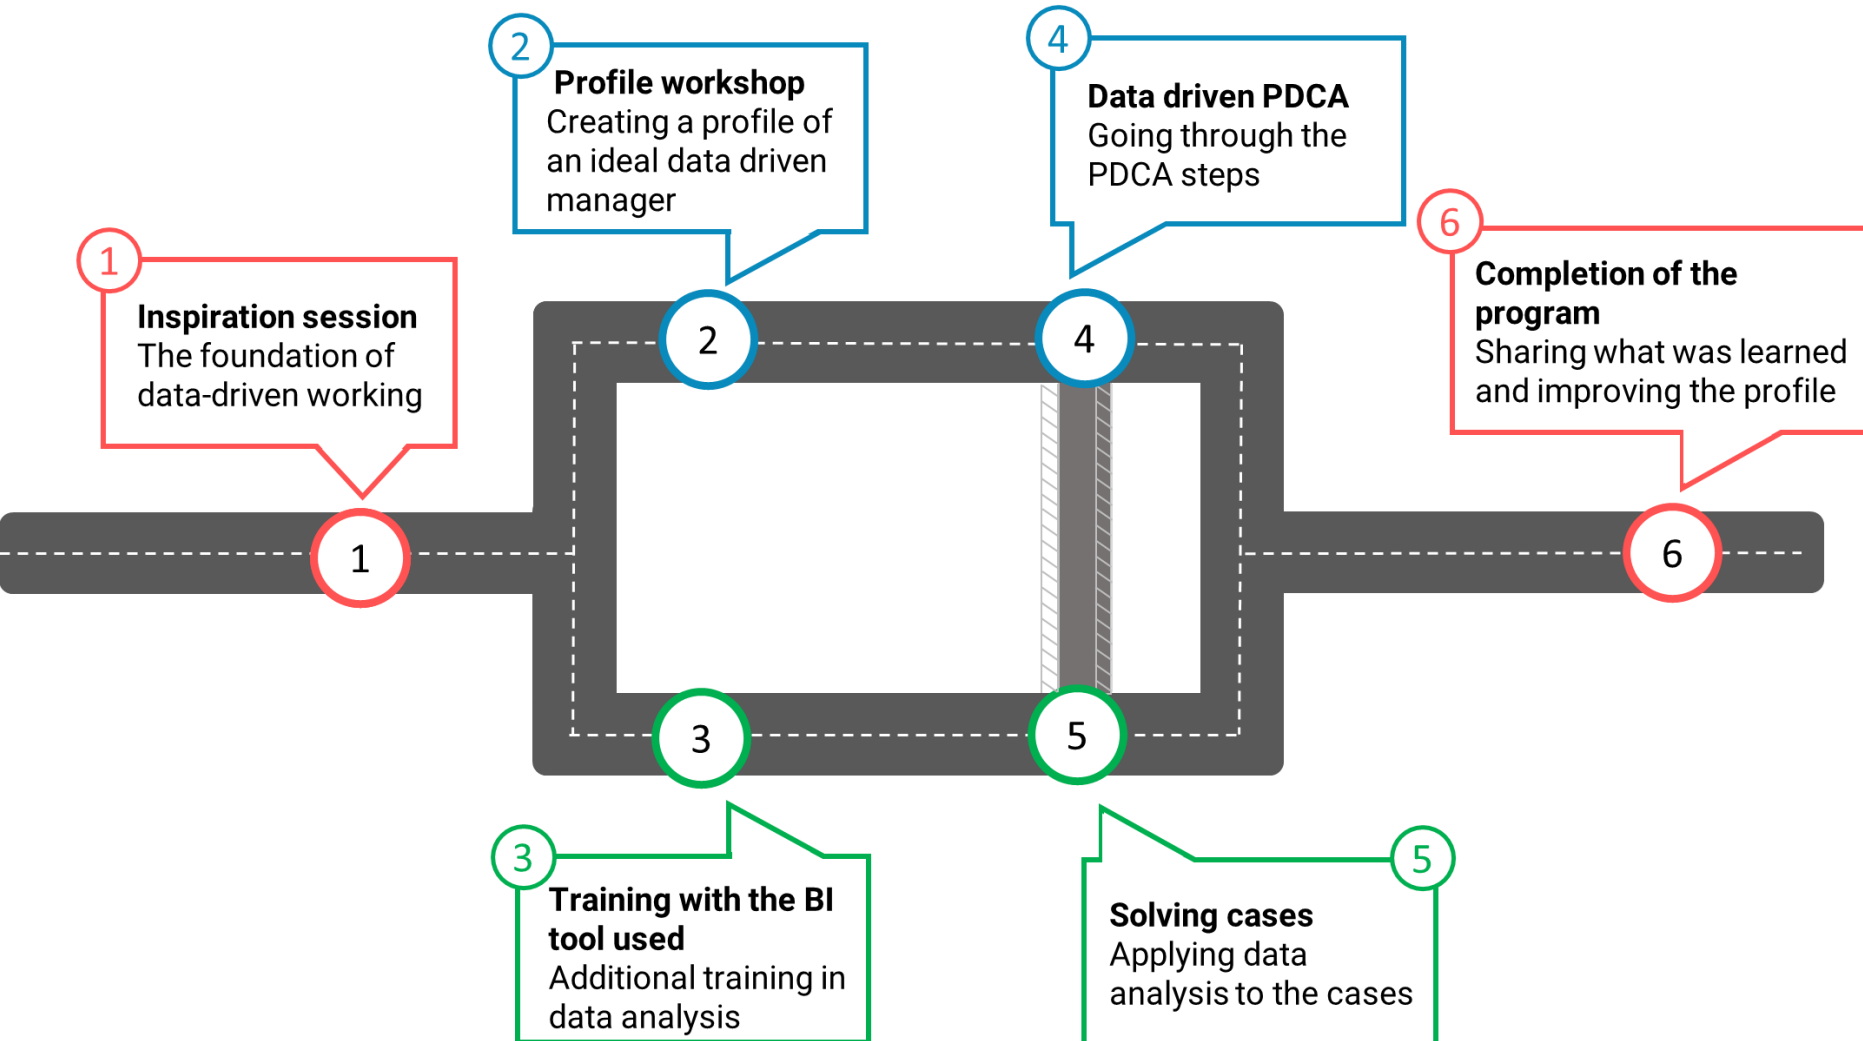 1
Inspiration session
The foundation of
data-driven working
2
Profile workshop
Creating a profile of
an ideal data driven
manager
3
Training with the BI
tool used
Additional training in
data analysis
4
Data driven PDCA
Going through the
PDCA steps
5
Solving cases
Applying data
analysis to the cases
6
Completion of the
program
Sharing what was learned
and improving the profile
1
2
3
4
5
6